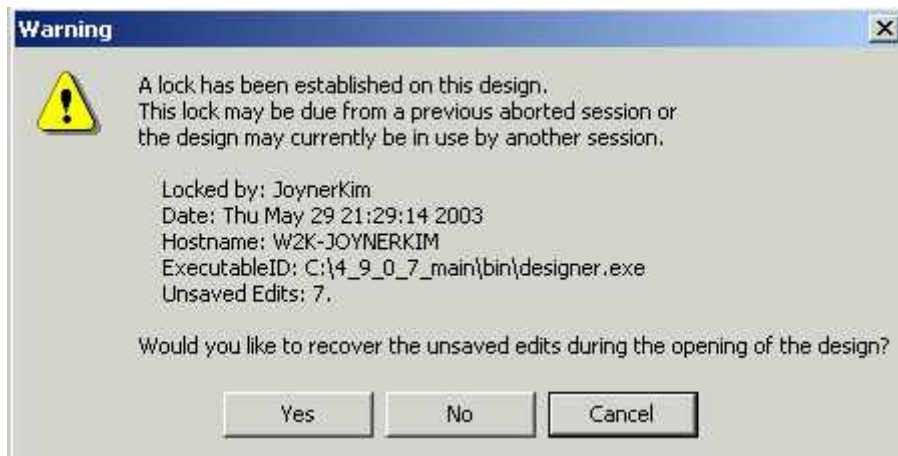 Warning
A lock has been established on this design.
This lock may be due from a previous aborted session or
the design may currently be in use by another session.
Locked by: JoynerKim
Date: Thu May 29 21:29:14 2003
Hostname: W2K-JOYNERKIM
ExecutableID: C:\4_9_0_7_main\bin\designer.exe
Unsaved Edits: 7.
Would you like to recover the unsaved edits during the opening of the design?
Yes No Cancel